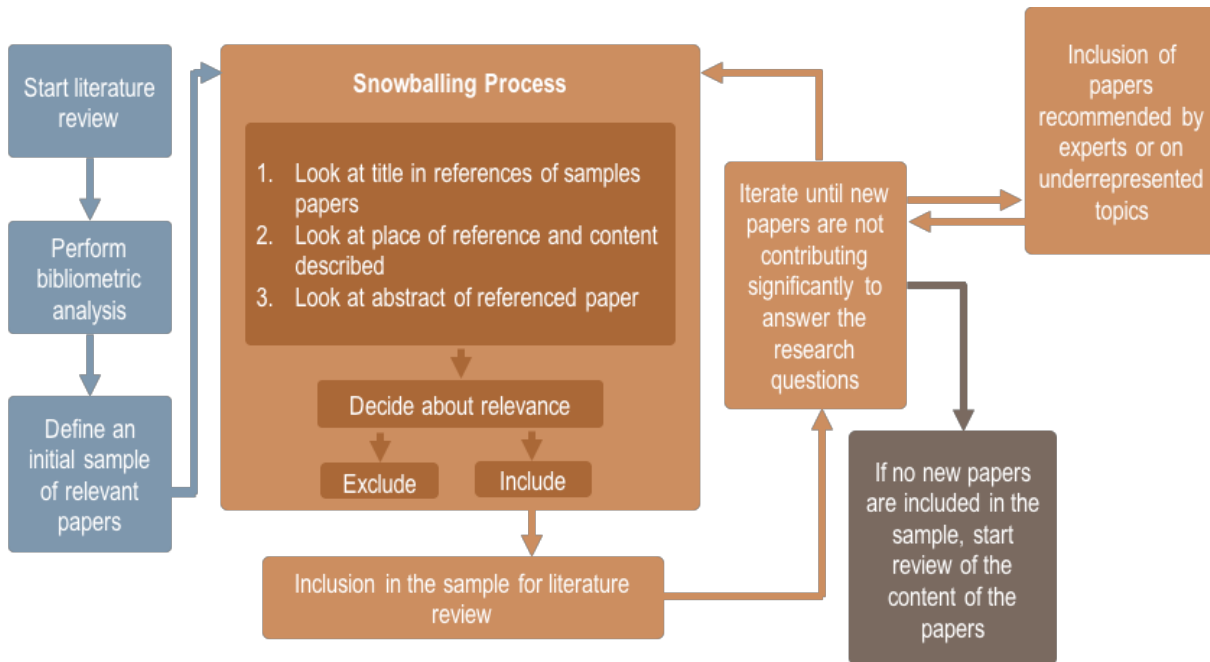 Start literature
review
Perform
bibliometric
analysis
Define an
initial sample
of relevant
papers
Snowballing Process
1. Look at title in references of samples
papers
2. Look at place of reference and content
described
3. Look at abstract of referenced paper
Decide about relevance
Exclude
Include
Inclusion in the sample for literature
review
Iterate until new
papers are not
contributing
significantly to
answer the
research
questions
Inclusion of
papers
recommended by
experts or on
underrepresented
topics
If no new papers
are included in the
sample, start
review of the
content of the
papers